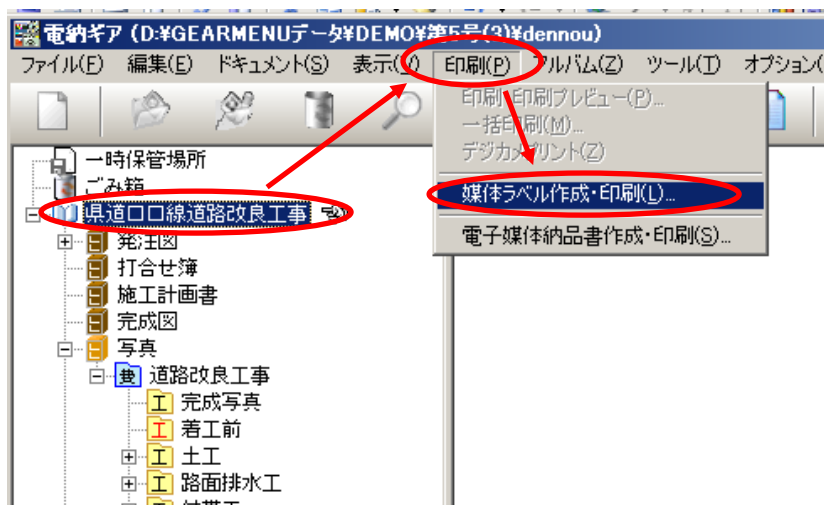 電納ギア (D:¥GEARMENUデータ¥DEMO¥第5号(3)¥dennou)
ファイル(F) 編集(E) ドキュメント(S) 表示(V) 印刷(P) アルバム(Z) ツール(T) オプション(
印刷・印刷プレビュー(P)...
一括印刷(M)...
デジカメプリント(Z)
媒体ラベル作成・印刷(L)...
電子媒体納品書作成・印刷(S)...
一時保管場所
ごみ箱
県道口口線道路改良工事
発注図
打合せ簿
施工計画書
完成図
写真
費 道路改良工事
工 完成写真
工 着工前
工 土工
工 路面排水工